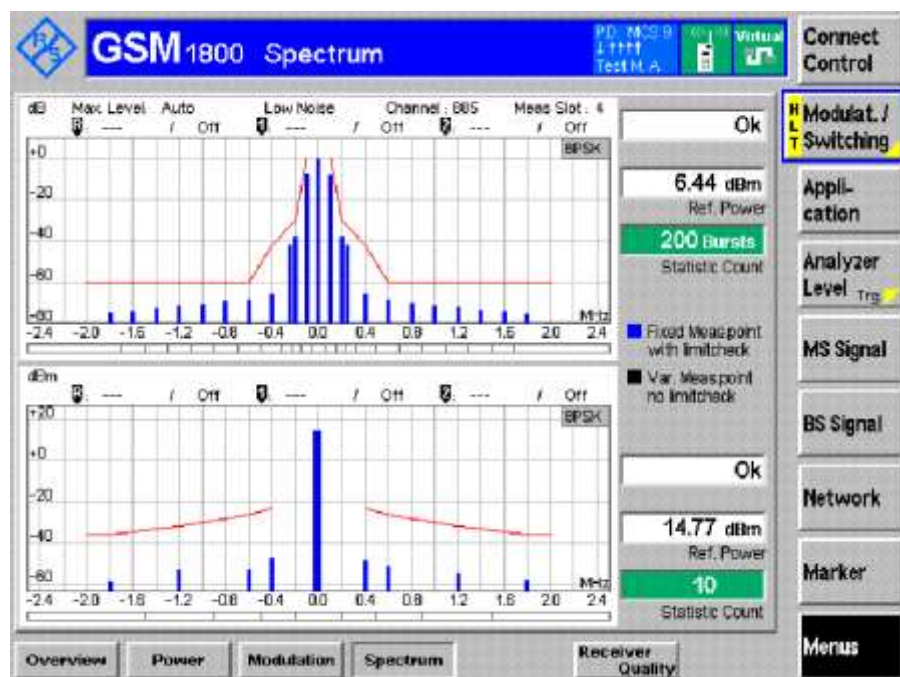 R&S
GSM 1800 Spectrum
P.D. MCS 9
Test M. A
Virtual
Connect Control
dB Max. Level: Auto Low Noise Channel: 885 Meas Slot: 4
--- / Off --- / Off --- / Off
BPSK
+0
-20
-40
-60
-80
MHz
-2.4 -2.0 -1.6 -1.2 -0.8 -0.4 0.0 0.4 0.8 1.2 1.6 2.0 2.4
Ok
6.44 dBm
Ref. Power
200 Bursts
Statistic Count
Fixed Meas point
with limitcheck
Var. Meas point
no limitcheck
dBm
--- / Off --- / Off --- / Off
BPSK
+20
+0
-20
-40
-60
MHz
-2.4 -2.0 -1.6 -1.2 -0.8 -0.4 0.0 0.4 0.8 1.2 1.6 2.0 2.4
Ok
14.77 dBm
Ref. Power
10
Statistic Count
HLT
Modulat. /
Switching
Appli-
cation
Analyzer
Level Trg
MS Signal
BS Signal
Network
Marker
Menus
Overview
Power
Modulation
Spectrum
Receiver
Quality